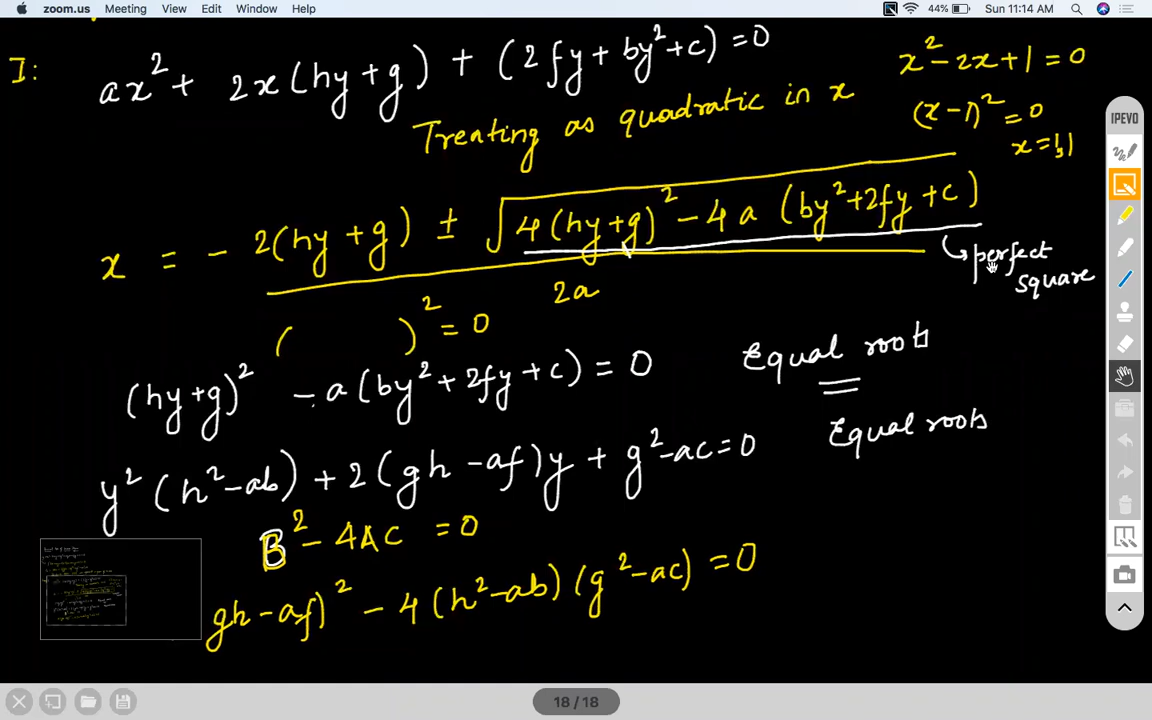 zoom.us Meeting View Edit Window Help 44% Sun 11:14 AM
I:
ax² + 2x(hy+g) + (2fy + by² + c) = 0
x² - 2x + 1 = 0
Treating as quadratic in x
(x-1)² = 0
x = 1,1
IPEVO
x = - 2(hy+g) ± √4(hy+g)² - 4a (by²+2fy+c)
2a
perfect
square
( )² = 0
Equal roots
(hy+g)² - a(by²+2fy+c) = 0
Equal roots
y²(h²-ab) + 2(gh-af)y + g²-ac = 0
B² - 4AC = 0
gh-af)² - 4(h²-ab)(g²-ac) = 0
18 / 18